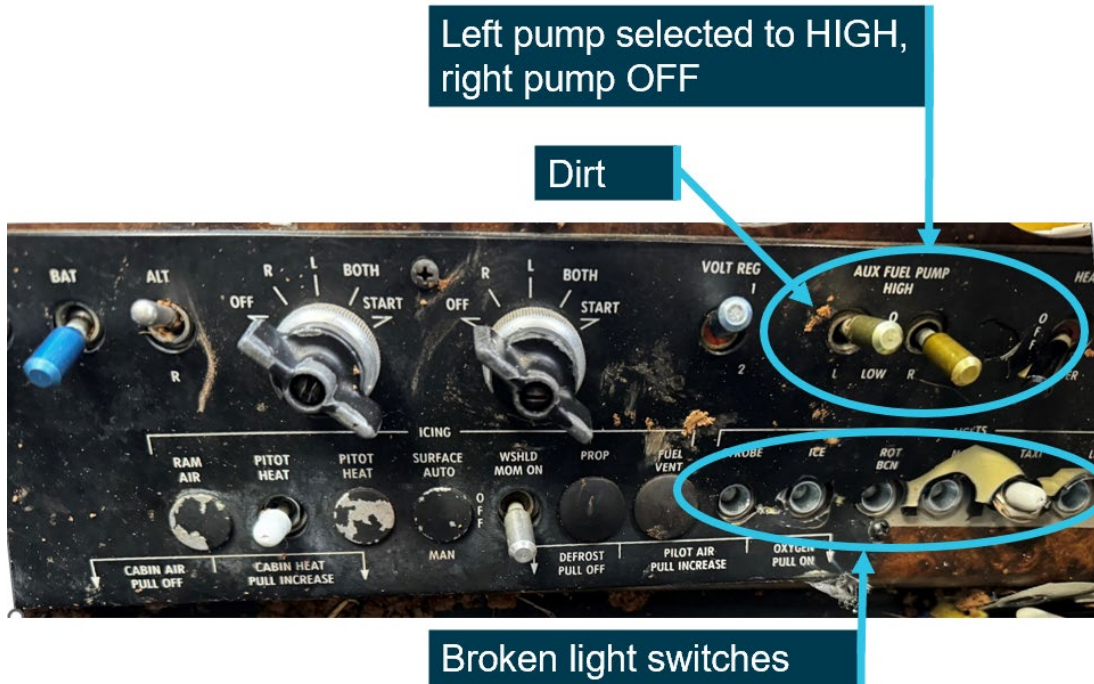 Left pump selected to HIGH,
right pump OFF
Dirt
BAT
ALT
R
OFF
R
L
BOTH
START
OFF
R
L
BOTH
START
VOLT REG
1
2
AUX FUEL PUMP
HIGH
O
L LOW R
HEA
OFF
ER
ICING
RAM
AIR
PITOT
HEAT
PITOT
HEAT
SURFACE
AUTO
OFF
MAN
WSHLD
MOM ON
PROP
FUEL
VENT
ICE
ROT
BCN
TAXI
L
CABIN AIR
PULL OFF
CABIN HEAT
PULL INCREASE
DEFROST
PULL OFF
PILOT AIR
PULL INCREASE
OXYGEN
PULL ON
Broken light switches